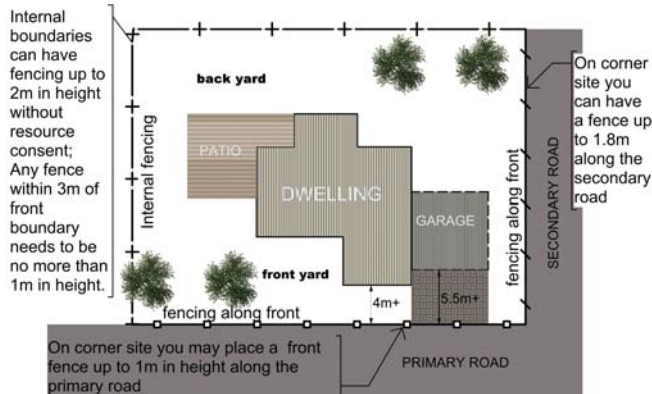 Internal
boundaries
can have
fencing up to
2m in height
without
resource
consent;
Any fence
within 3m of
front
boundary
needs to be
no more than
1m in height.
back yard
Internal fencing
PATIO
DWELLING
GARAGE
front yard
4m+
5.5m+
fencing along front
fencing along front
SECONDARY ROAD
On corner
site you
can have
a fence up
to 1.8m
along the
secondary
road
On corner site you may place a front
fence up to 1m in height along the
primary road
PRIMARY ROAD